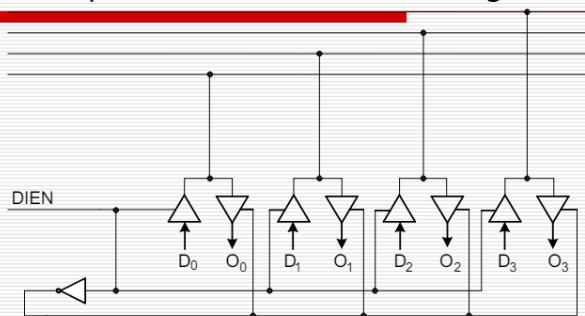 DIEN
D₀ O₀ D₁ O₁ D₂ O₂ D₃ O₃